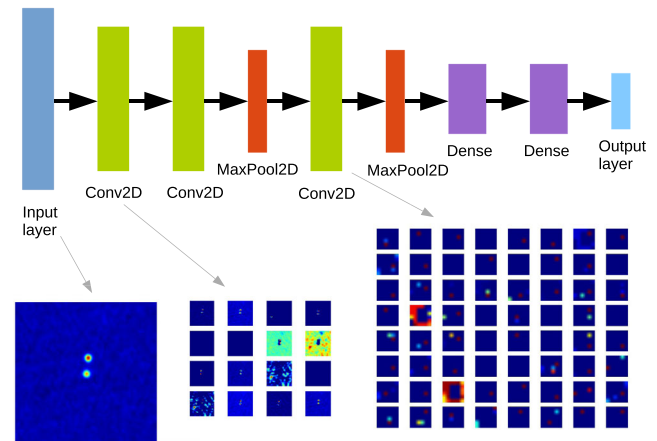 Input
layer
Conv2D
Conv2D
MaxPool2D
Conv2D
MaxPool2D
Dense
Dense
Output
layer